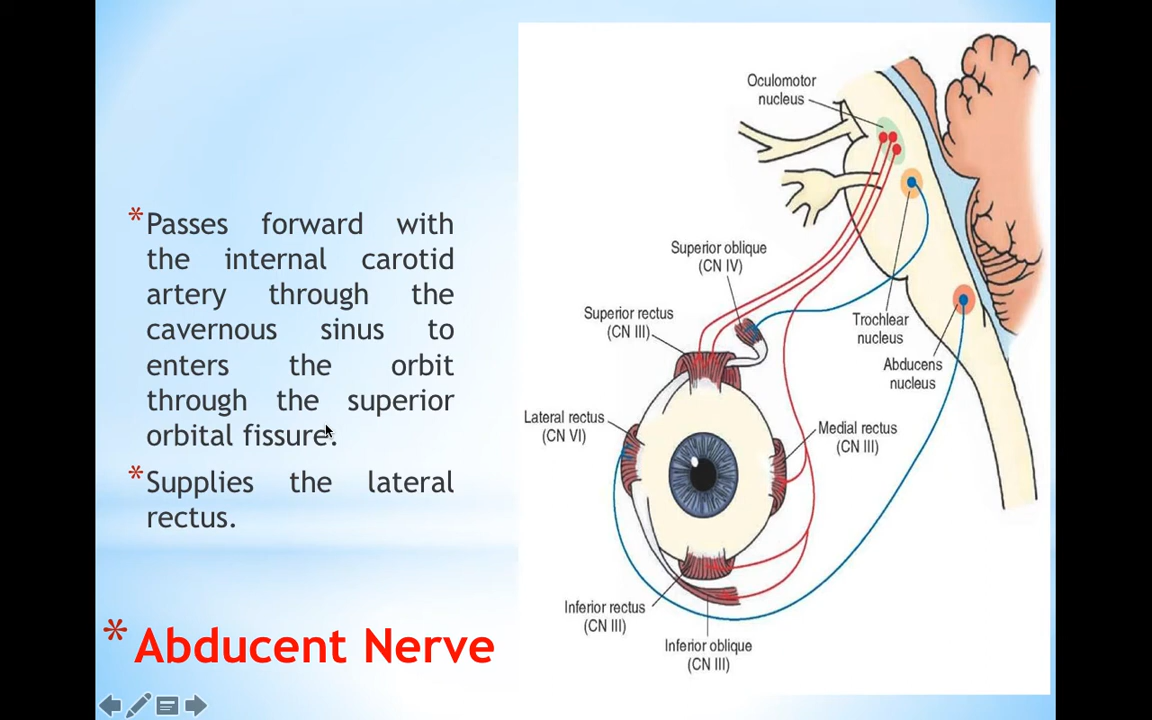 * Passes forward with
the internal carotid
artery through the
cavernous sinus to
enters the orbit
through the superior
orbital fissure.
* Supplies the lateral
rectus.
* Abducent Nerve
Oculomotor
nucleus
Superior oblique
(CN IV)
Superior rectus
(CN III)
Trochlear
nucleus
Abducens
nucleus
Lateral rectus
(CN VI)
Medial rectus
(CN III)
Inferior rectus
(CN III)
Inferior oblique
(CN III)